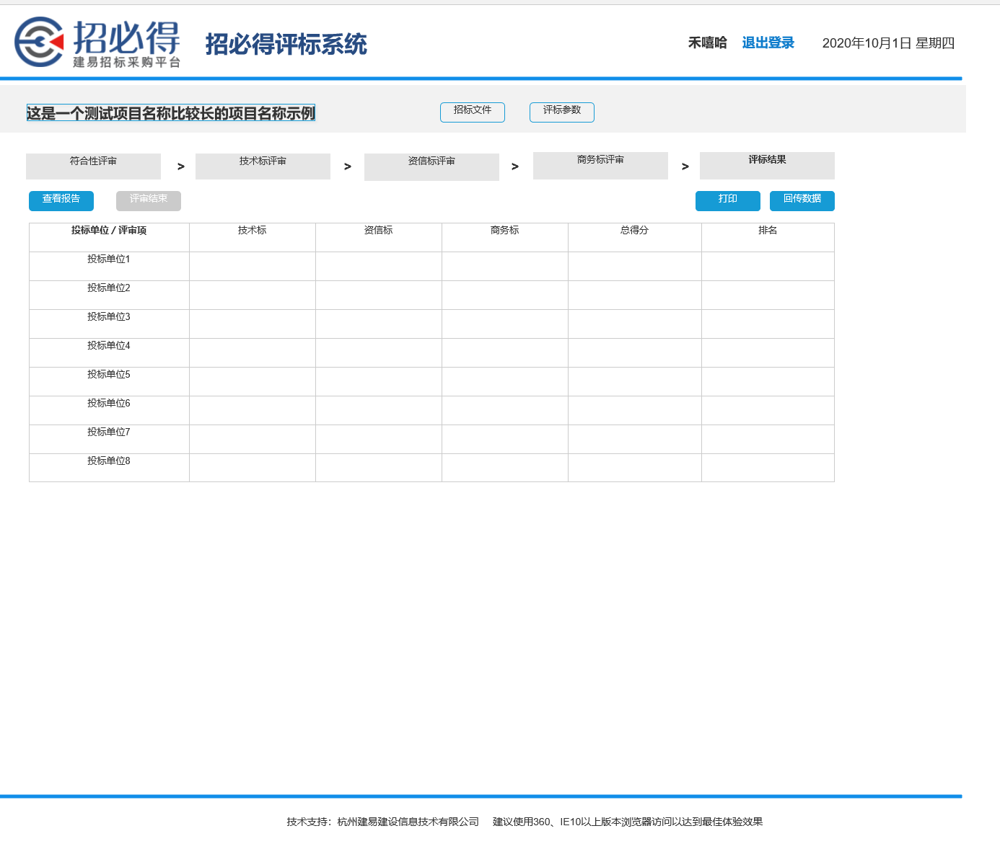 招必得
建易招标采购平台
招必得评标系统
禾嘻哈 退出登录 2020年10月1日 星期四
这是一个测试项目名称比较长的项目名称示例
招标文件 评标参数
符合性评审 > 技术标评审 > 资信标评审 > 商务标评审 > 评标结果
查看报告 评审结束 打印 回传数据
投标单位 / 评审项 技术标 资信标 商务标 总得分 排名
投标单位1
投标单位2
投标单位3
投标单位4
投标单位5
投标单位6
投标单位7
投标单位8
技术支持：杭州建易建设信息技术有限公司 建议使用360、IE10以上版本浏览器访问以达到最佳体验效果